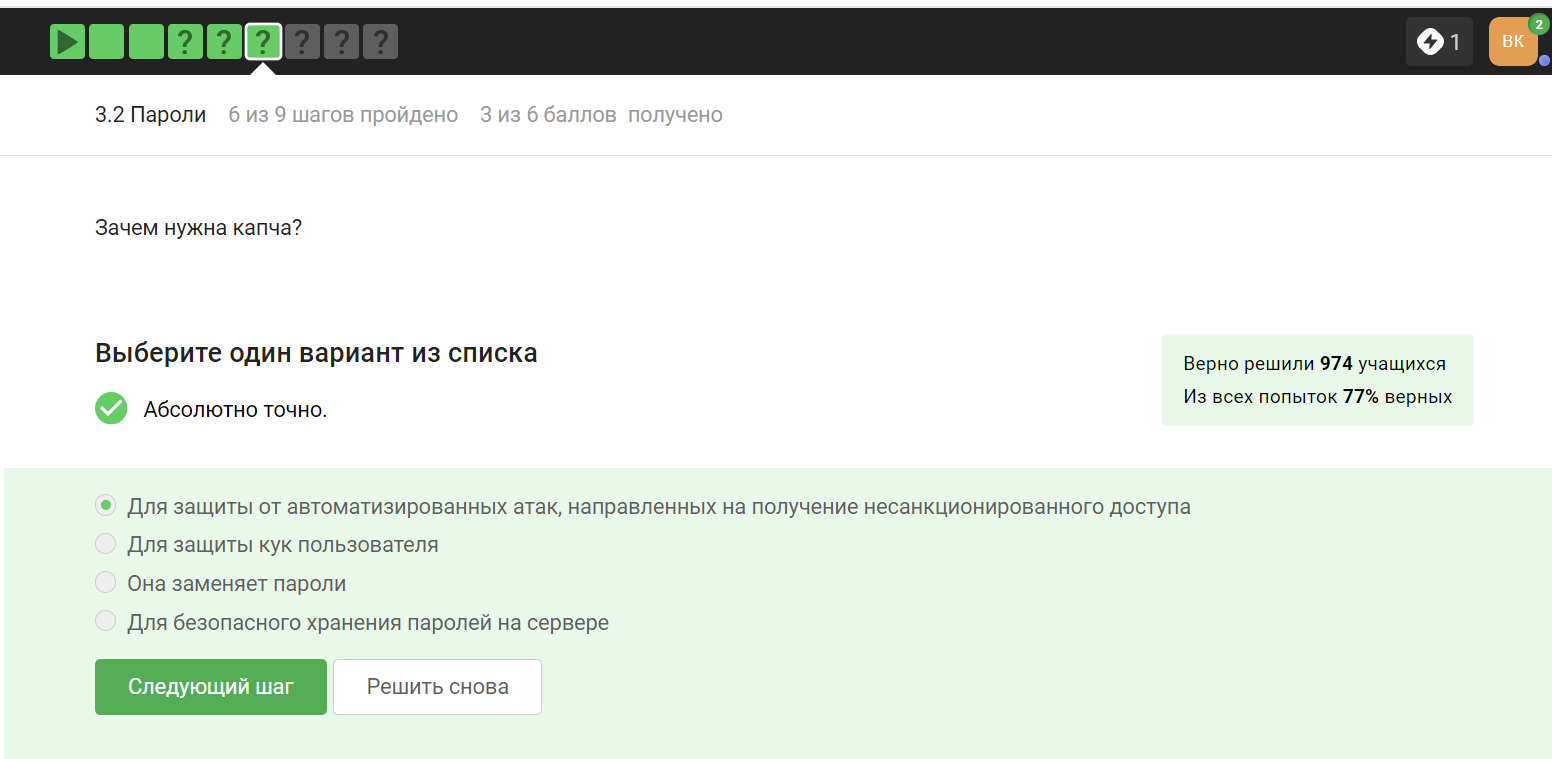 ? ? ? ? ? ?
1
ВК
2
3.2 Пароли 6 из 9 шагов пройдено 3 из 6 баллов получено
Зачем нужна капча?
Выберите один вариант из списка
Абсолютно точно.
Верно решили 974 учащихся
Из всех попыток 77% верных
Для защиты от автоматизированных атак, направленных на получение несанкционированного доступа
Для защиты кук пользователя
Она заменяет пароли
Для безопасного хранения паролей на сервере
Следующий шаг
Решить снова